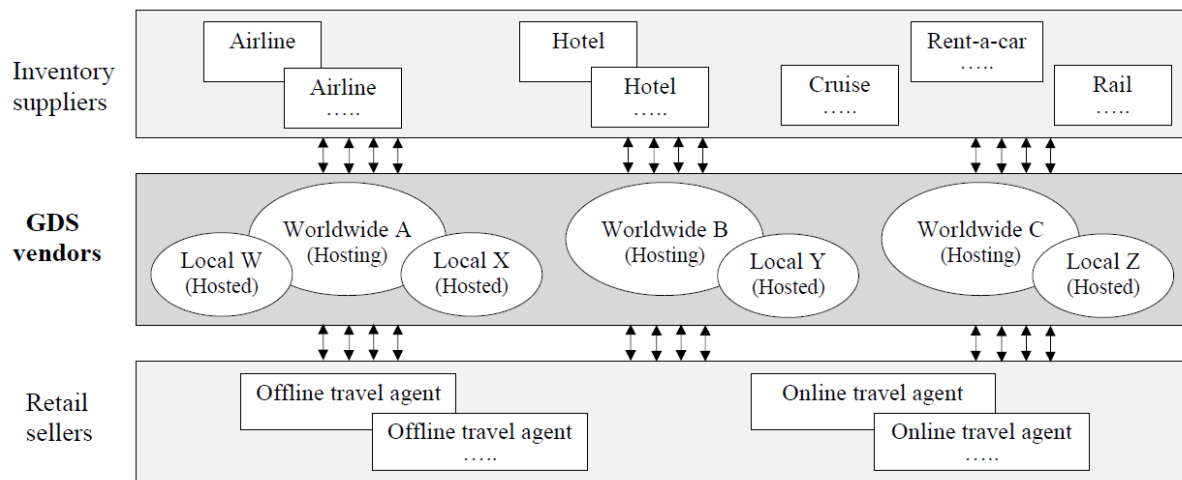 Inventory
suppliers
Airline
Airline
.....
Hotel
Hotel
.....
Cruise
.....
Rent-a-car
.....
Rail
.....
GDS
vendors
Worldwide A
(Hosting)
Local W
(Hosted)
Local X
(Hosted)
Worldwide B
(Hosting)
Local Y
(Hosted)
Worldwide C
(Hosting)
Local Z
(Hosted)
Retail
sellers
Offline travel agent
Offline travel agent
.....
Online travel agent
Online travel agent
.....